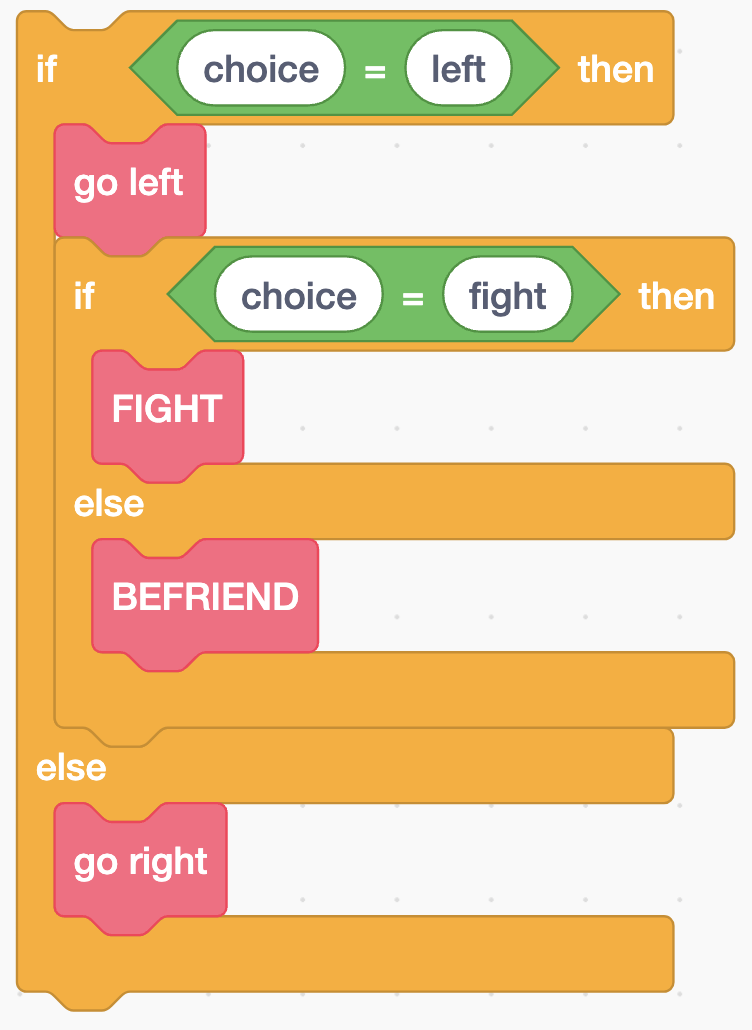 if choice = left then
go left
if choice = fight then
FIGHT
else
BEFRIEND
else
go right